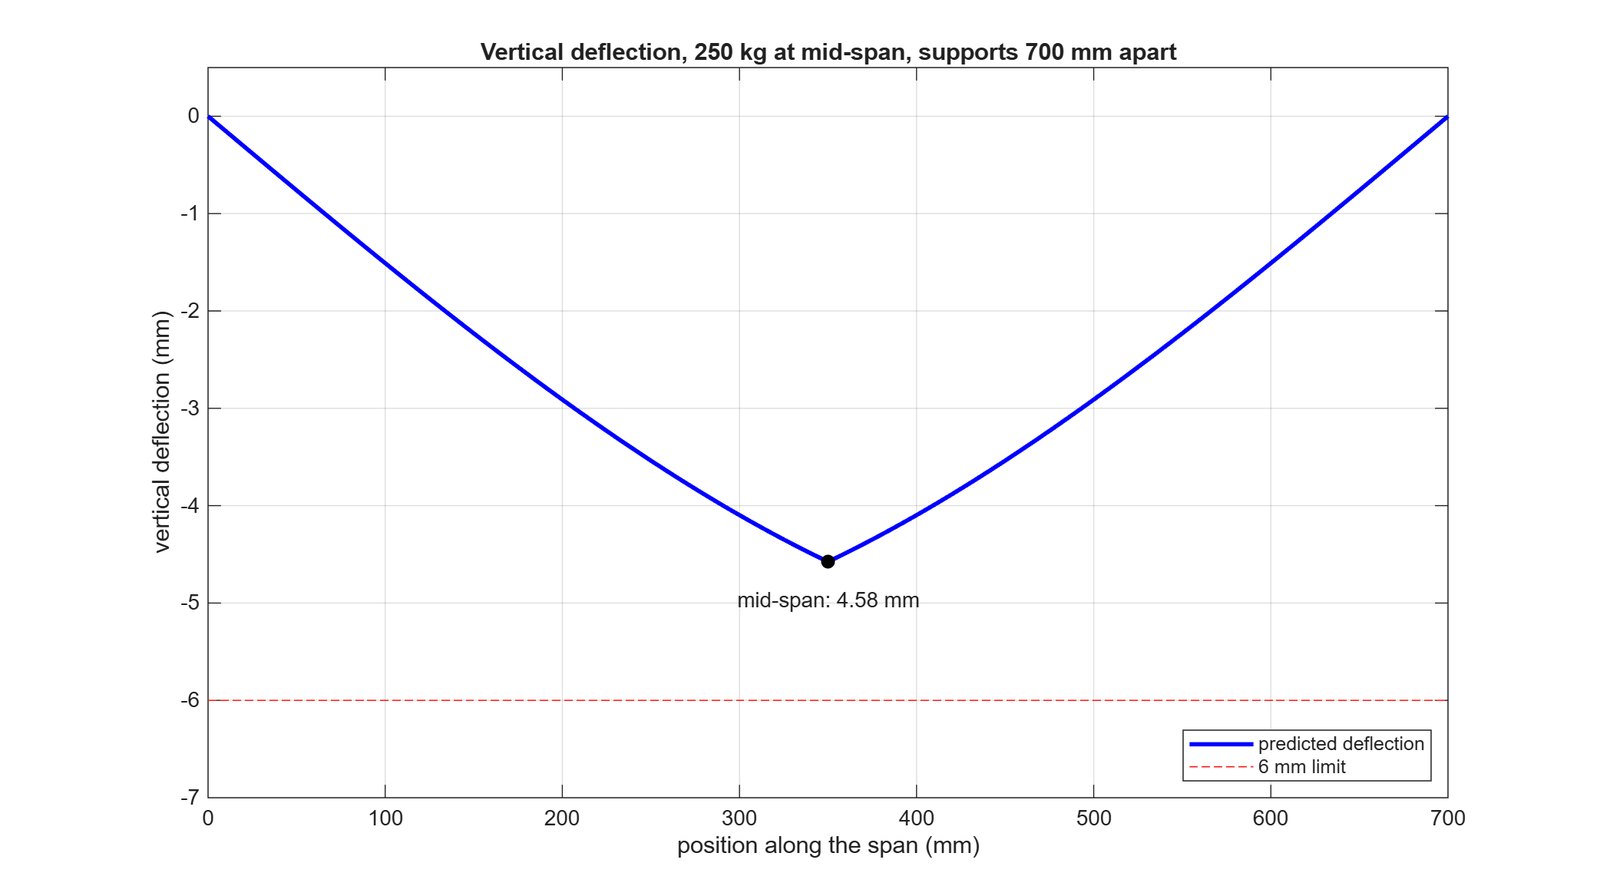 Vertical deflection, 250 kg at mid-span, supports 700 mm apart
vertical deflection (mm)
0
-1
-2
-3
-4
-5
-6
-7
mid-span: 4.58 mm
predicted deflection
6 mm limit
0 100 200 300 400 500 600 700
position along the span (mm)